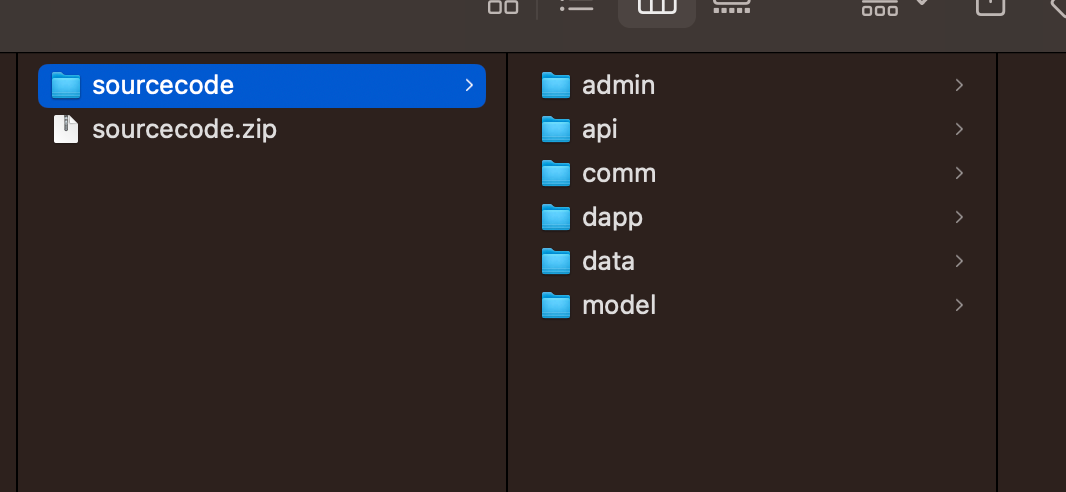 sourcecode
sourcecode.zip
admin
api
comm
dapp
data
model